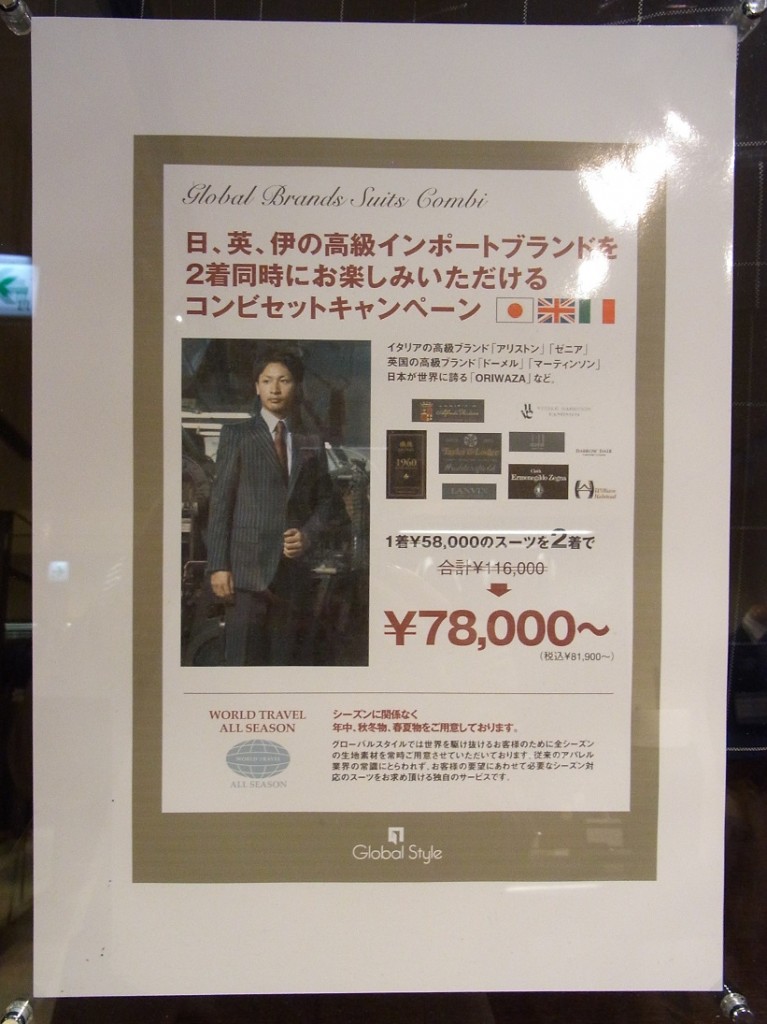 Global Brands Suits Combi
日、英、伊の高級インポートブランドを
2着同時にお楽しみいただける
コンビセットキャンペーン
イタリアの高級ブランド「アリストン」「ゼニア」
英国の高級ブランド「ドーメル」「マーティンソン」
日本が世界に誇る「ORIWAZA」など。
1960
Taylor & Lodge
LANVIN
Cloth
Ermenegildo Zegna
HARROW PARK
1着¥58,000のスーツを2着で
合計¥116,000
¥78,000〜
(税込¥81,900〜)
WORLD TRAVEL
ALL SEASON
WORLD TRAVEL
ALL SEASON
シーズンに関係なく
年中、秋冬物、春夏物をご用意しております。
グローバルスタイルでは世界を駆け抜けるお客様のために全シーズン
の生地素材を常時ご用意させていただいております。従来のアパレル
業界の常識にとらわれず、お客様の要望にあわせて必要なシーズン対
応のスーツをお求め頂ける独自のサービスです。
Global Style